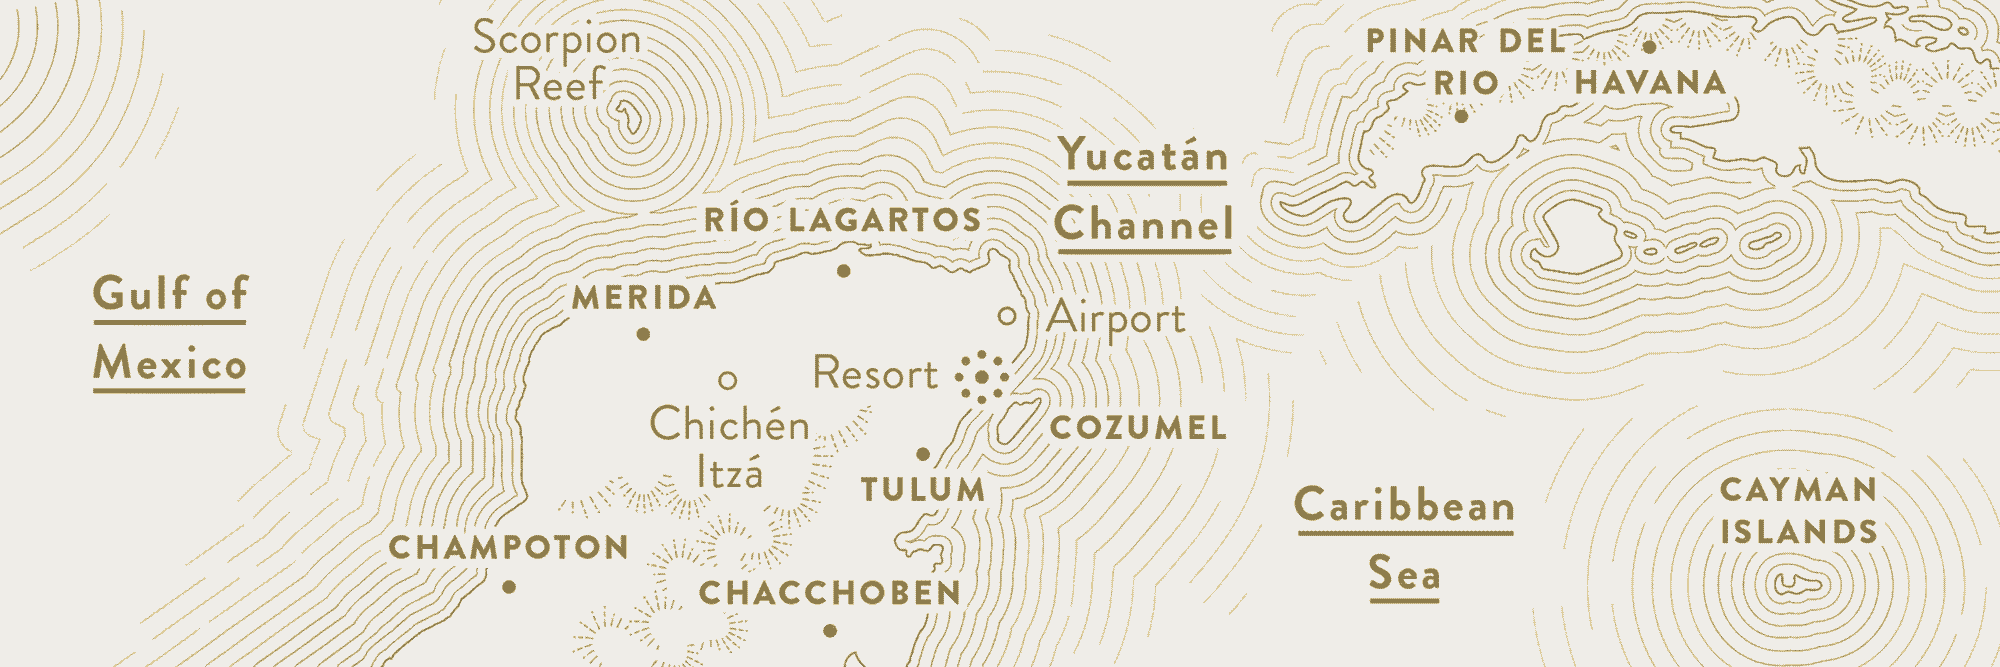 Scorpion
Reef
PINAR DEL
RIO
HAVANA
Yucatán
Channel
RÍO LAGARTOS
Gulf of
Mexico
MERIDA
Airport
Resort
Chichén
Itzá
COZUMEL
TULUM
Caribbean
Sea
CAYMAN
ISLANDS
CHAMPOTON
CHACCHOBEN